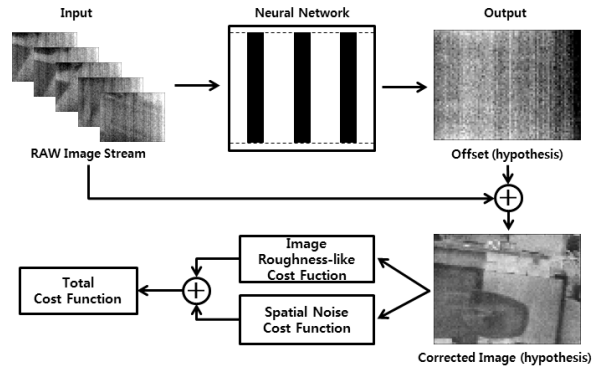 Input
Neural Network
Output
RAW Image Stream
Offset (hypothesis)
Image
Roughness-like
Cost Fuction
Total
Cost Function
Spatial Noise
Cost Function
Corrected Image (hypothesis)